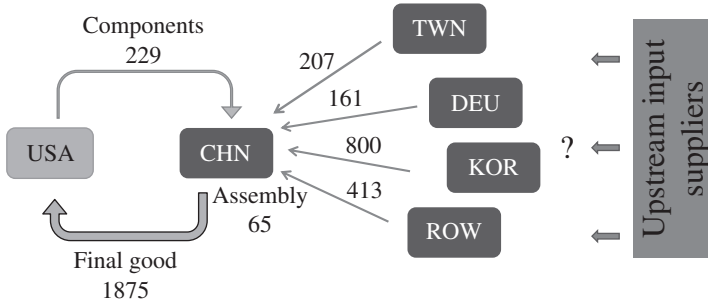 Components
229
USA
CHN
Assembly
65
Final good
1875
207
161
800
413
TWN
DEU
KOR
ROW
?
Upstream input
suppliers